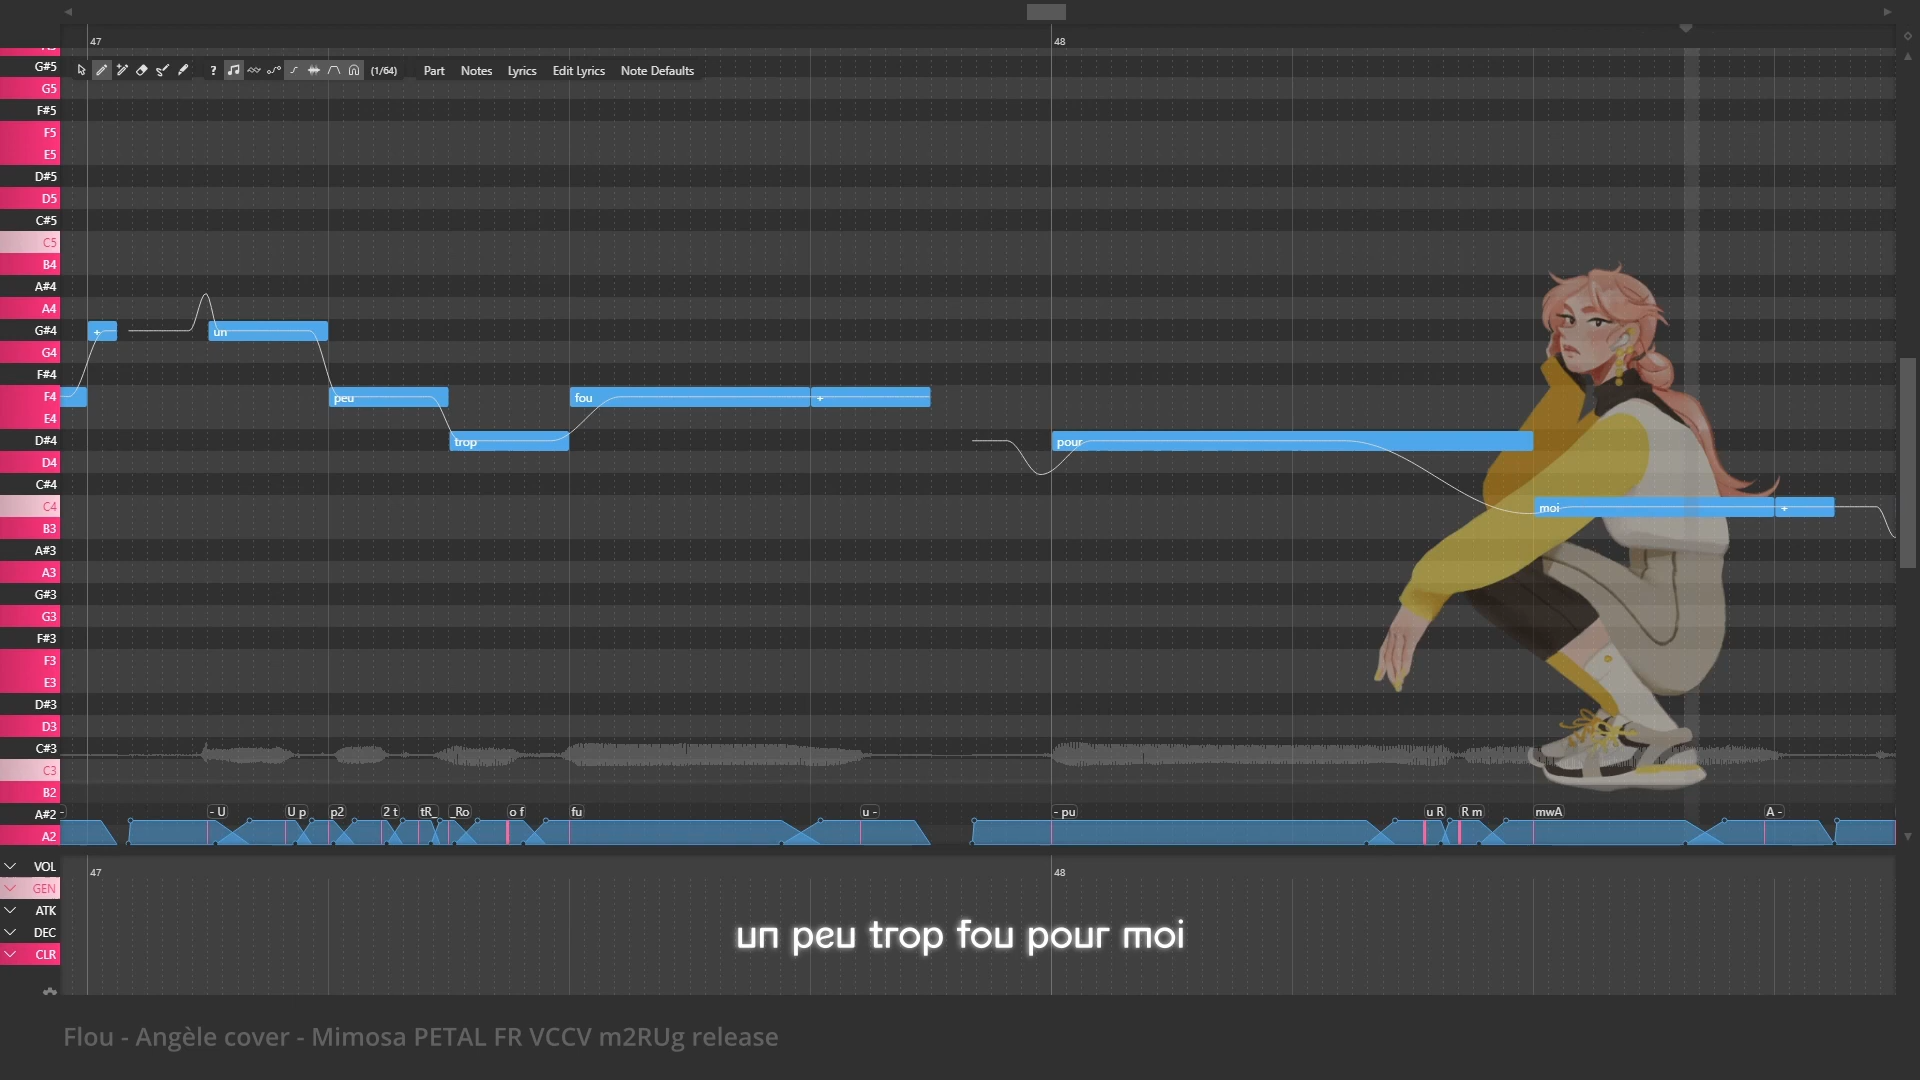 47 48
G#5
G5
F#5
F5
E5
D#5
D5
C#5
C5
B4
A#4
A4
G#4
G4
F#4
F4
E4
D#4
D4
C#4
C4
B3
A#3
A3
G#3
G3
F#3
F3
E3
D#3
D3
C#3
C3
B2
A#2
A2
? (1/64) Part Notes Lyrics Edit Lyrics Note Defaults
+ un
peu fou +
trop pour
moi +
- U U p p2 2 t tR_ _Ro o f fu u - - pu u R R m mwA A -
VOL
GEN
ATK
DEC
CLR
47 48
un peu trop fou pour moi
Flou - Angèle cover - Mimosa PETAL FR VCCV m2RUg release